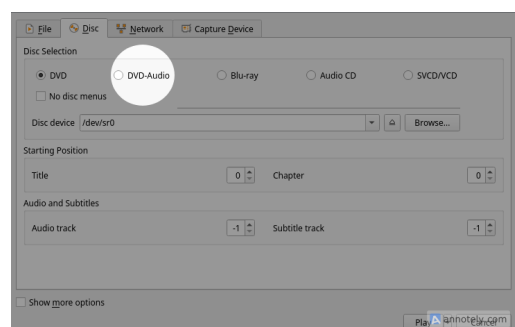 File Disc Network Capture Device
Disc Selection
DVD DVD-Audio Blu-ray Audio CD SVCD/VCD
No disc menus
Disc device /dev/sr0 Browse...
Starting Position
Title 0 Chapter 0
Audio and Subtitles
Audio track -1 Subtitle track -1
Show more options
Play Cancel
annotely.com